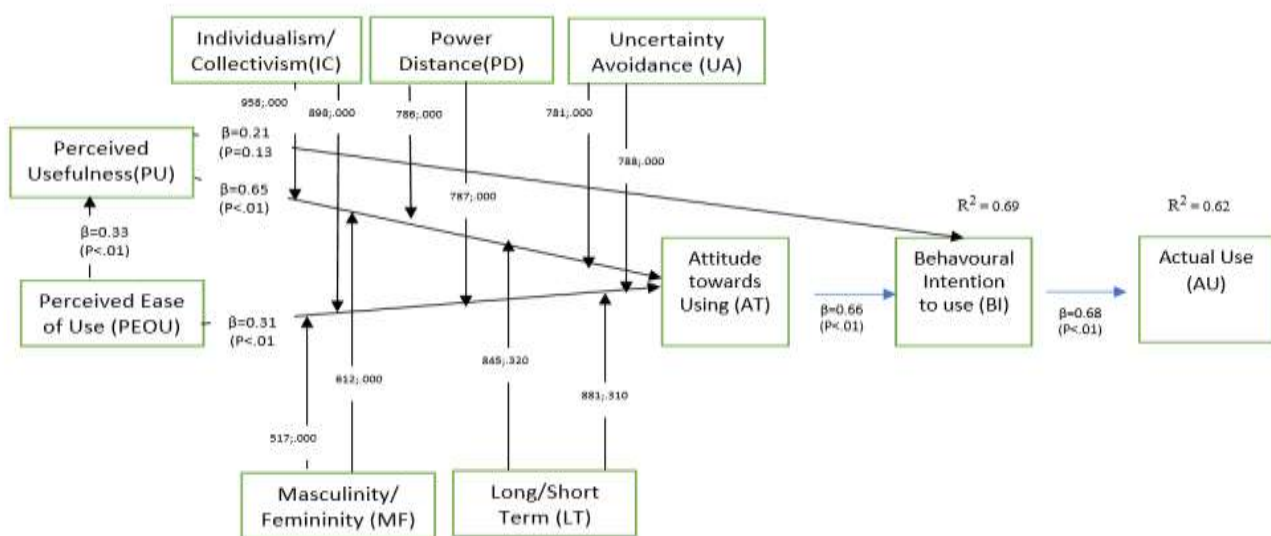 Individualism/
Collectivism(IC)
Power
Distance(PD)
Uncertainty
Avoidance (UA)
958;.000
898;.000
786;.000
787;.000
781;.000
788;.000
Perceived
Usefulness(PU)
β=0.21
(P=0.13
β=0.65
(P<.01)
β=0.33
(P<.01)
Perceived Ease
of Use (PEOU)
β=0.31
(P<.01
Attitude
towards
Using (AT)
β=0.66
(P<.01)
R² = 0.69
Behavoural
Intention
to use (BI)
β=0.68
(P<.01)
R² = 0.62
Actual Use
(AU)
517;.000
612;.000
845;.320
881;.310
Masculinity/
Femininity (MF)
Long/Short
Term (LT)